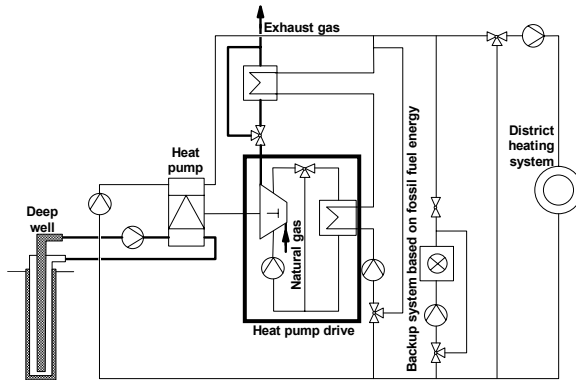 Exhaust gas
Heat
pump
District
heating
system
Deep
well
Natural gas
Heat pump drive
Backup system based on fossil fuel energy